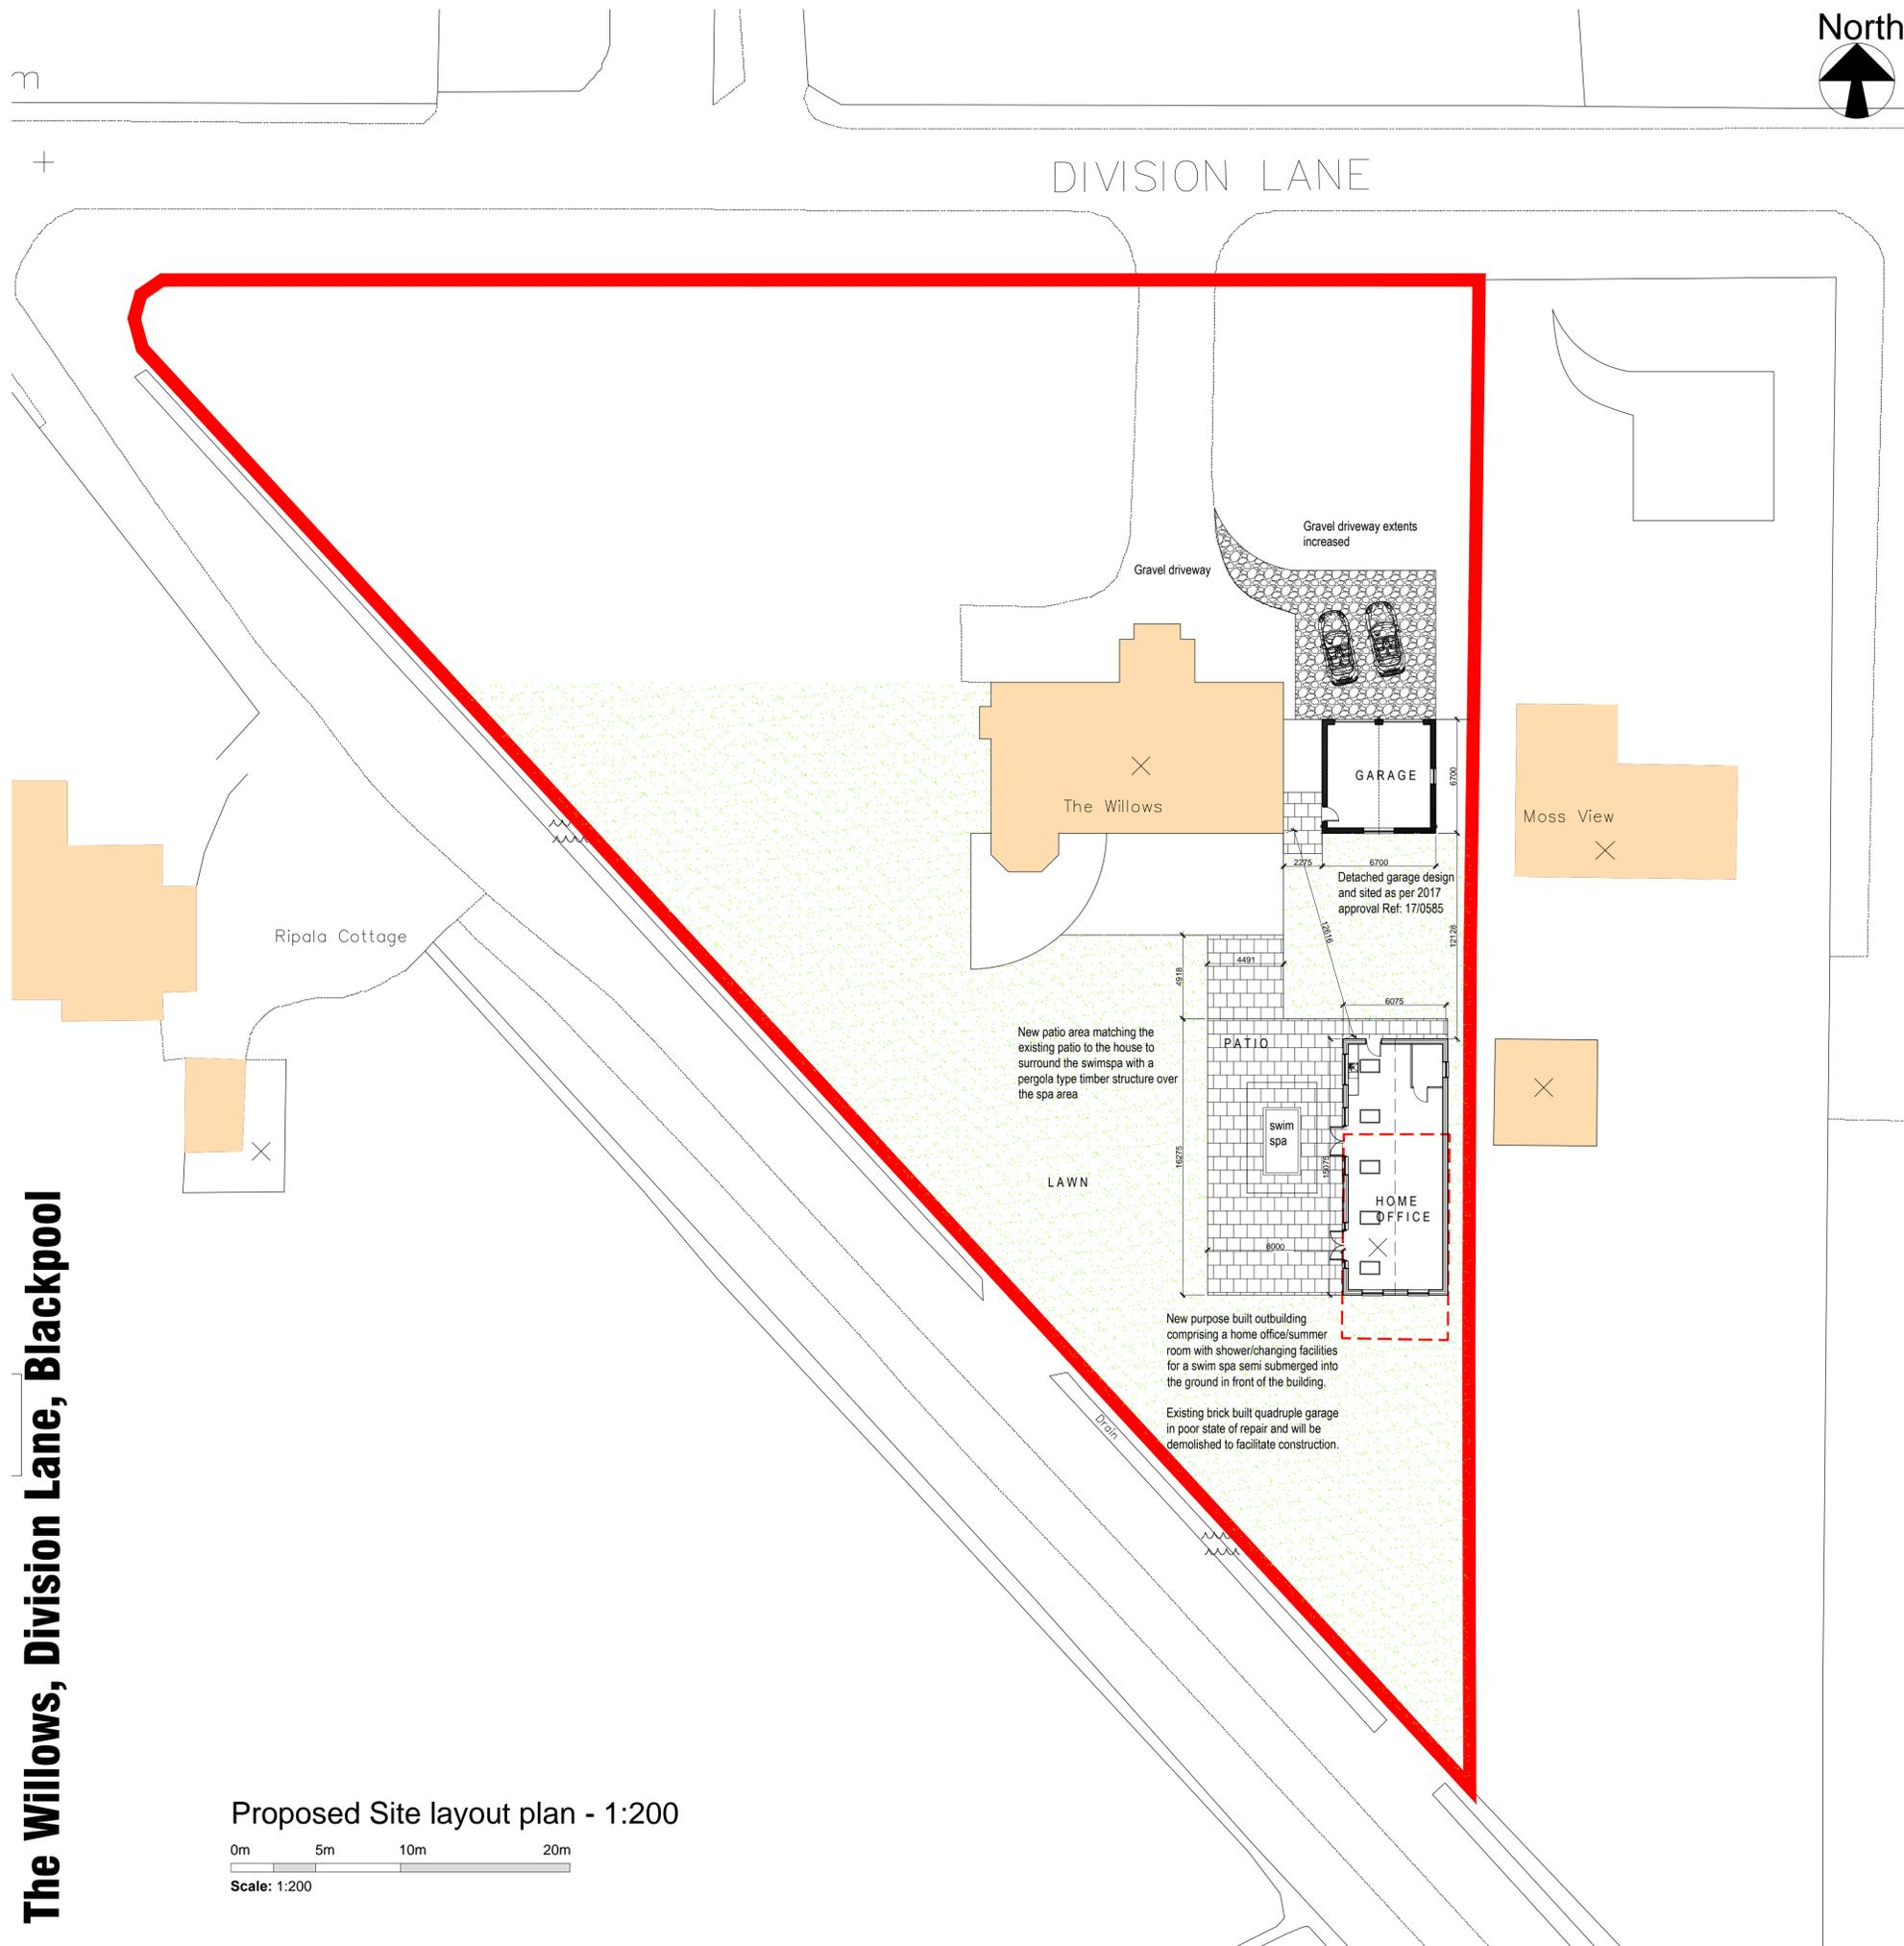 North
m
DIVISION LANE
Gravel driveway extents
increased
Gravel driveway
GARAGE
6700
The Willows
Moss View
2275
6700
Detached garage design
and sited as per 2017
approval Ref: 17/0585
12616
12128
Ripala Cottage
4491
4918
6075
New patio area matching the
existing patio to the house to
surround the swimspa with a
pergola type timber structure over
the spa area
PATIO
swim
spa
16275
15075
LAWN
HOME
OFFICE
8000
New purpose built outbuilding
comprising a home office/summer
room with shower/changing facilities
for a swim spa semi submerged into
the ground in front of the building.
Existing brick built quadruple garage
in poor state of repair and will be
demolished to facilitate construction.
Drain
The Willows, Division Lane, Blackpool
Proposed Site layout plan - 1:200
0m 5m 10m 20m
Scale: 1:200